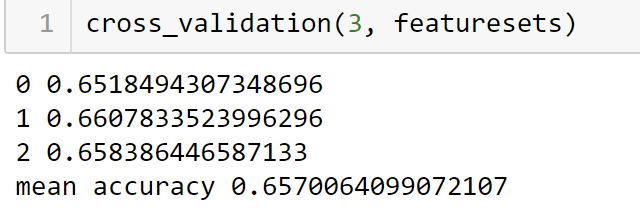 1 cross_validation(3, featuresets)
0 0.6518494307348696
1 0.6607833523996296
2 0.658386446587133
mean accuracy 0.6570064099072107